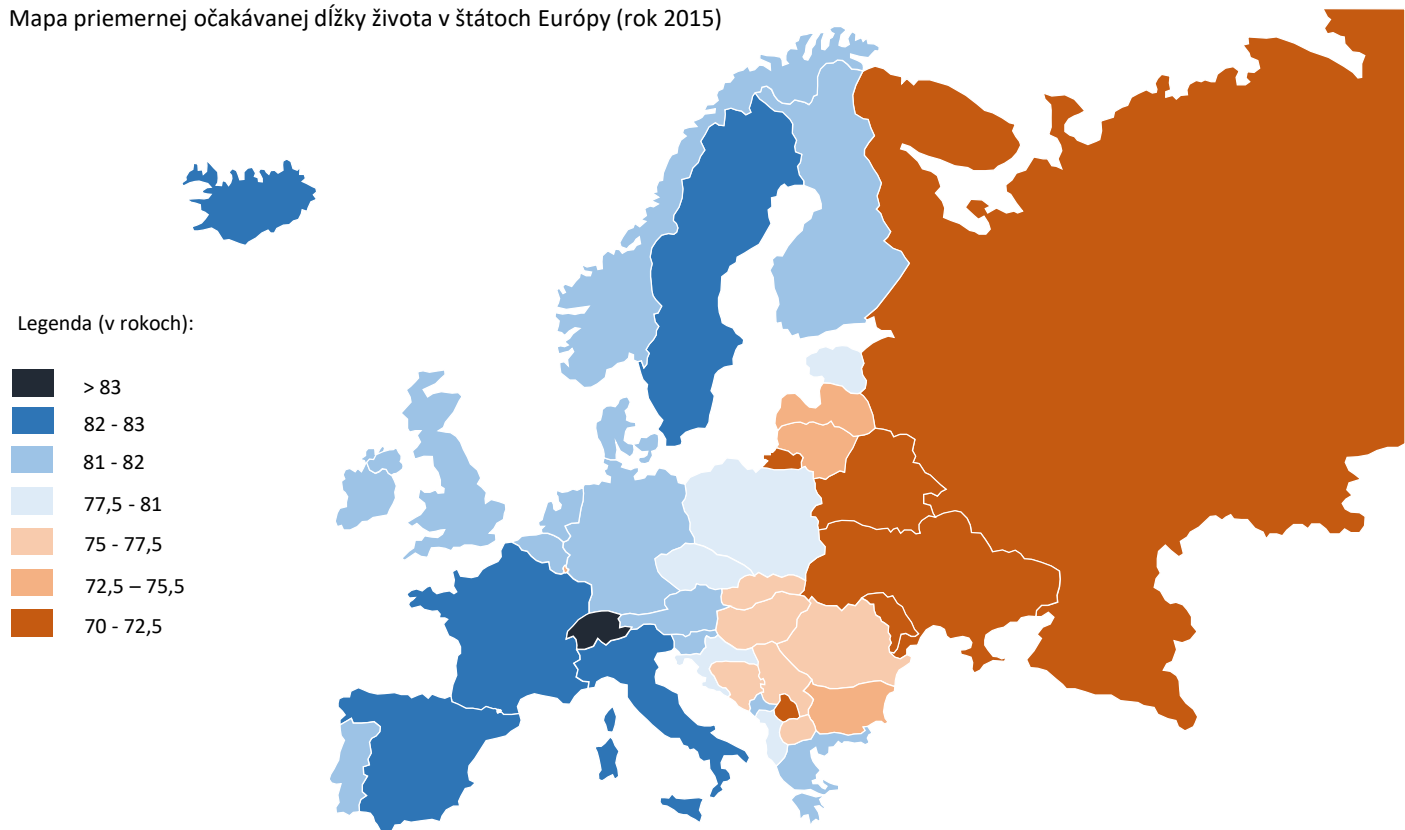 Mapa priemernej očakávanej dĺžky života v štátoch Európy (rok 2015)
Legenda (v rokoch):
> 83
82 - 83
81 - 82
77,5 - 81
75 - 77,5
72,5 – 75,5
70 - 72,5